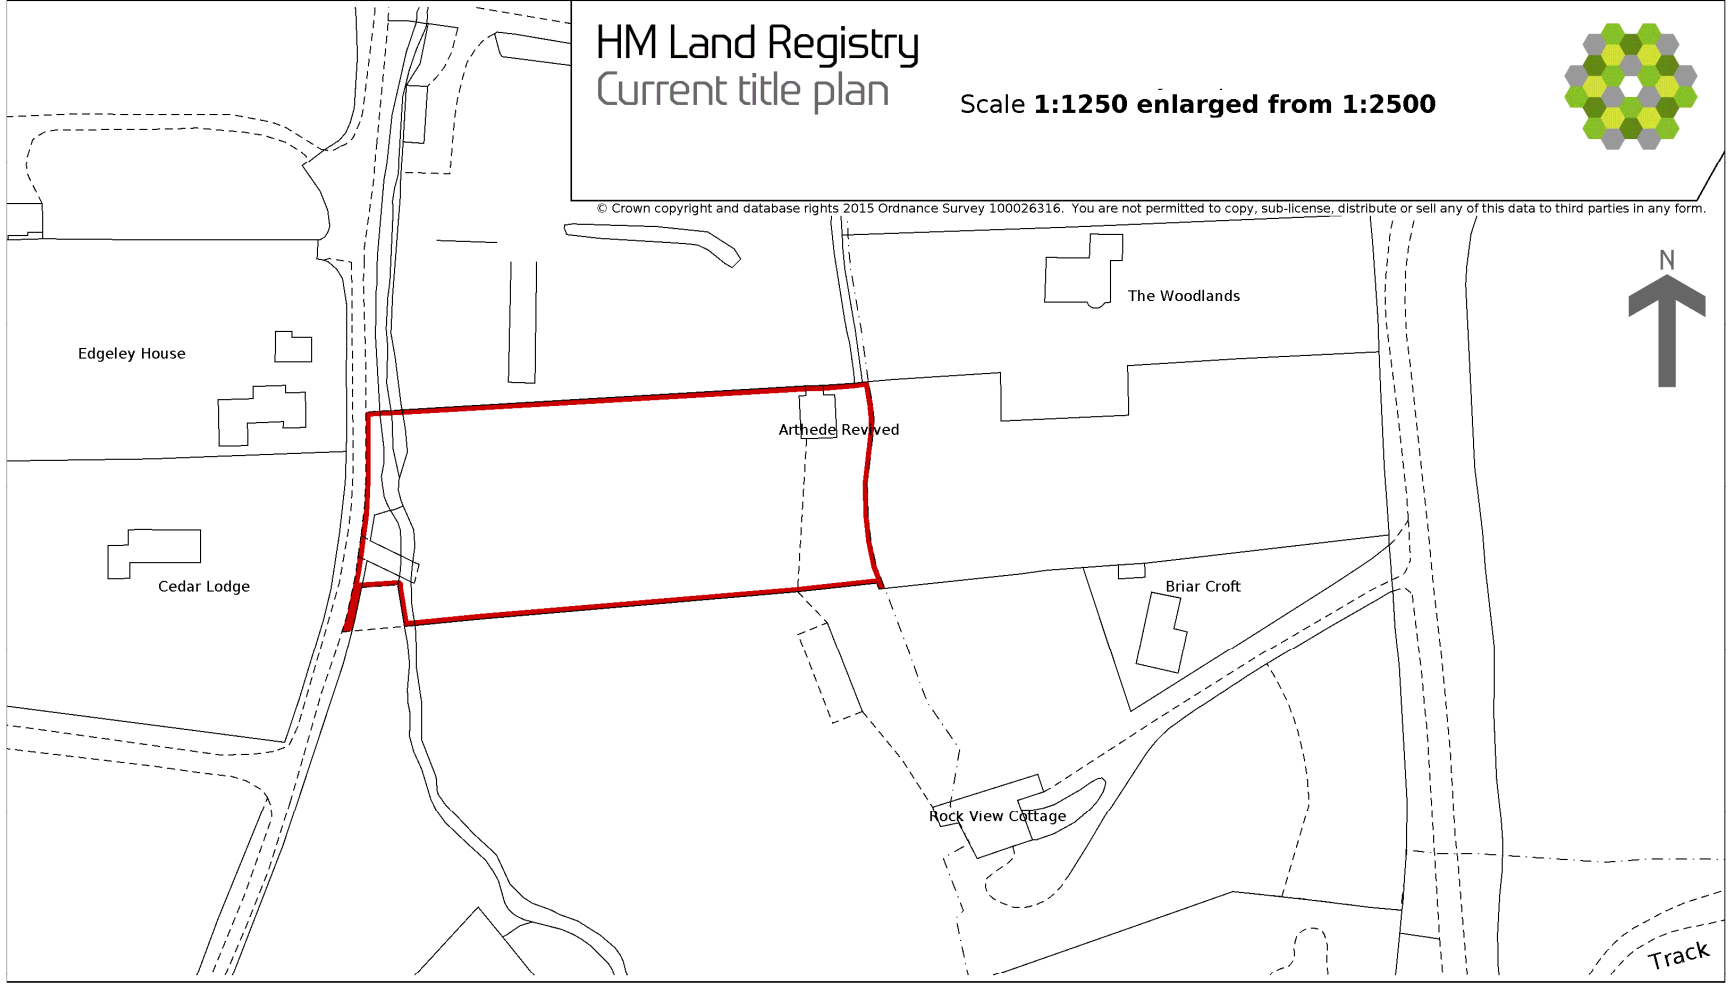 HM Land Registry
Current title plan
Scale 1:1250 enlarged from 1:2500
© Crown copyright and database rights 2015 Ordnance Survey 100026316. You are not permitted to copy, sub-license, distribute or sell any of this data to third parties in any form.
N
The Woodlands
Edgeley House
Arthede Revived
Cedar Lodge
Briar Croft
Rock View Cottage
Track